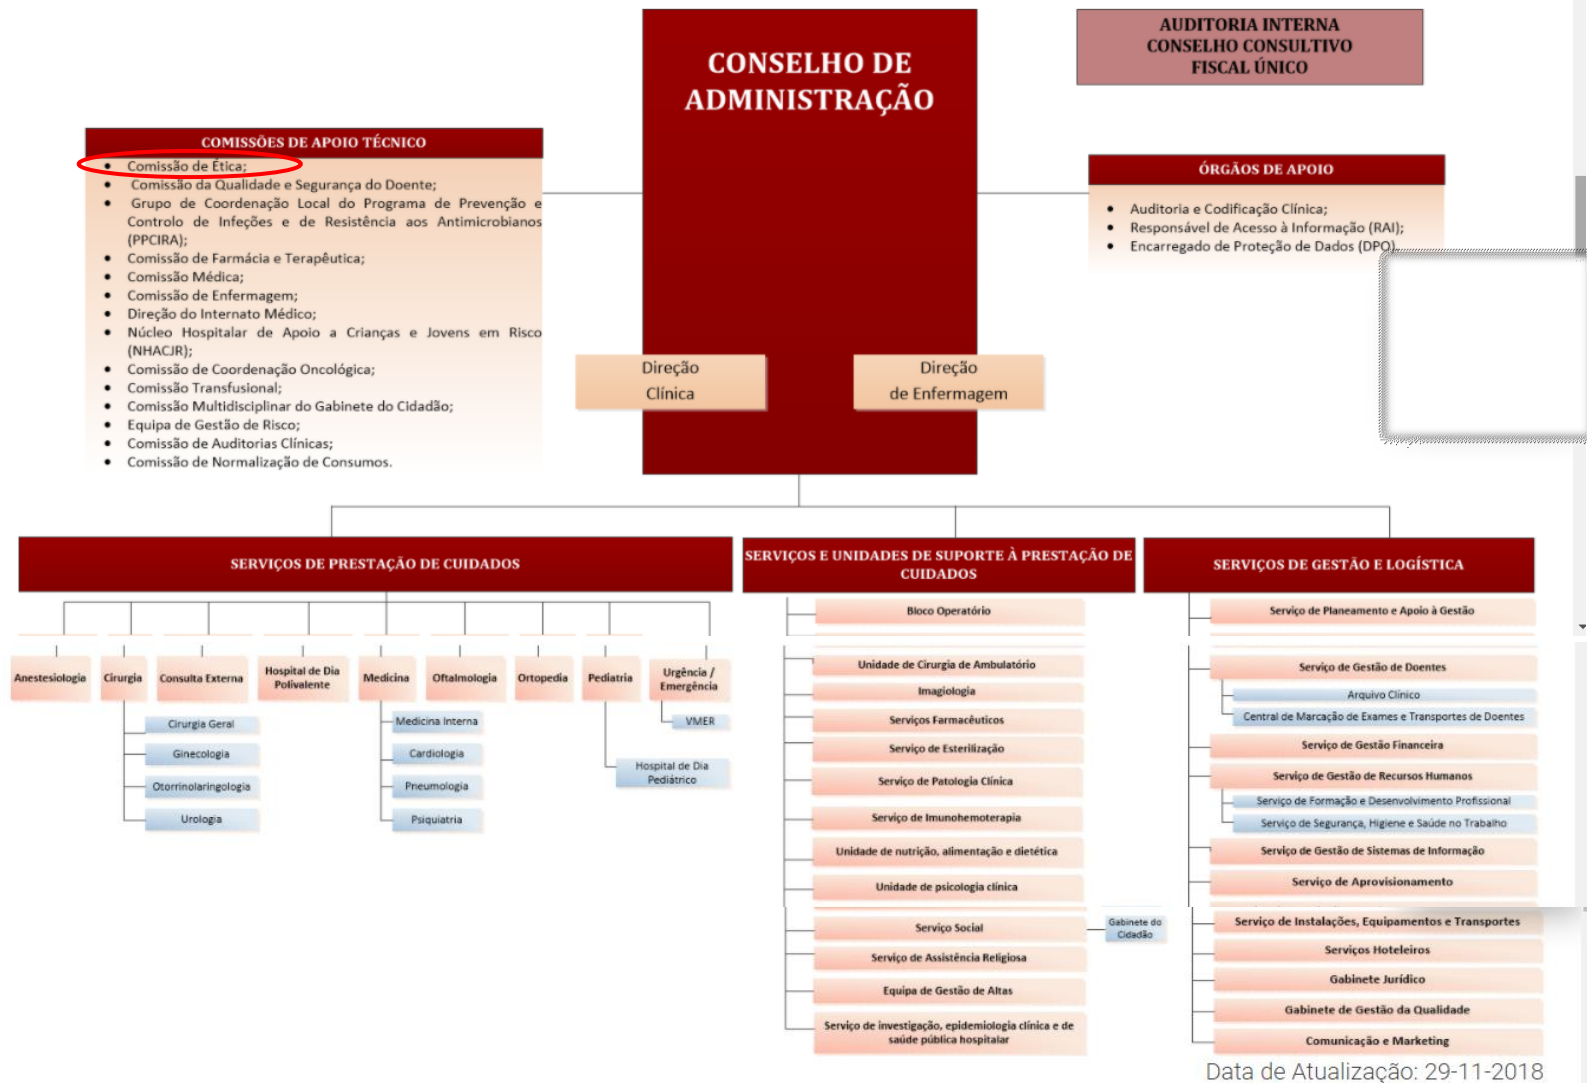 CONSELHO DE
ADMINISTRAÇÃO
AUDITORIA INTERNA
CONSELHO CONSULTIVO
FISCAL ÚNICO
COMISSÕES DE APOIO TÉCNICO
• Comissão de Ética;
• Comissão da Qualidade e Segurança do Doente;
• Grupo de Coordenação Local do Programa de Prevenção e
Controlo de Infeções e de Resistência aos Antimicrobianos
(PPCIRA);
• Comissão de Farmácia e Terapêutica;
• Comissão Médica;
• Comissão de Enfermagem;
• Direção do Internato Médico;
• Núcleo Hospitalar de Apoio a Crianças e Jovens em Risco
(NHACJR);
• Comissão de Coordenação Oncológica;
• Comissão Transfusional;
• Comissão Multidisciplinar do Gabinete do Cidadão;
• Equipa de Gestão de Risco;
• Comissão de Auditorias Clínicas;
• Comissão de Normalização de Consumos.
ÓRGÃOS DE APOIO
• Auditoria e Codificação Clínica;
• Responsável de Acesso à Informação (RAI);
• Encarregado de Proteção de Dados (DPO).
Direção
Clínica
Direção
de Enfermagem
SERVIÇOS DE PRESTAÇÃO DE CUIDADOS
Anestesiologia
Cirurgia
Consulta Externa
Hospital de Dia
Polivalente
Medicina
Oftalmologia
Ortopedia
Pediatria
Urgência /
Emergência
Cirurgia Geral
Ginecologia
Otorrinolaringologia
Urologia
Medicina Interna
Cardiologia
Pneumologia
Psiquiatria
Hospital de Dia
Pediátrico
VMER
SERVIÇOS E UNIDADES DE SUPORTE À PRESTAÇÃO DE
CUIDADOS
Bloco Operatório
Unidade de Cirurgia de Ambulatório
Imagiologia
Serviços Farmacêuticos
Serviço de Esterilização
Serviço de Patologia Clínica
Serviço de Imunohemoterapia
Unidade de nutrição, alimentação e dietética
Unidade de psicologia clínica
Serviço Social
Gabinete do
Cidadão
Serviço de Assistência Religiosa
Equipa de Gestão de Altas
Serviço de investigação, epidemiologia clínica e de
saúde pública hospitalar
SERVIÇOS DE GESTÃO E LOGÍSTICA
Serviço de Planeamento e Apoio à Gestão
Serviço de Gestão de Doentes
Arquivo Clínico
Central de Marcação de Exames e Transportes de Doentes
Serviço de Gestão Financeira
Serviço de Gestão de Recursos Humanos
Serviço de Formação e Desenvolvimento Profissional
Serviço de Segurança, Higiene e Saúde no Trabalho
Serviço de Gestão de Sistemas de Informação
Serviço de Aprovisionamento
Serviço de Instalações, Equipamentos e Transportes
Serviços Hoteleiros
Gabinete Jurídico
Gabinete de Gestão da Qualidade
Comunicação e Marketing
Data de Atualização: 29-11-2018